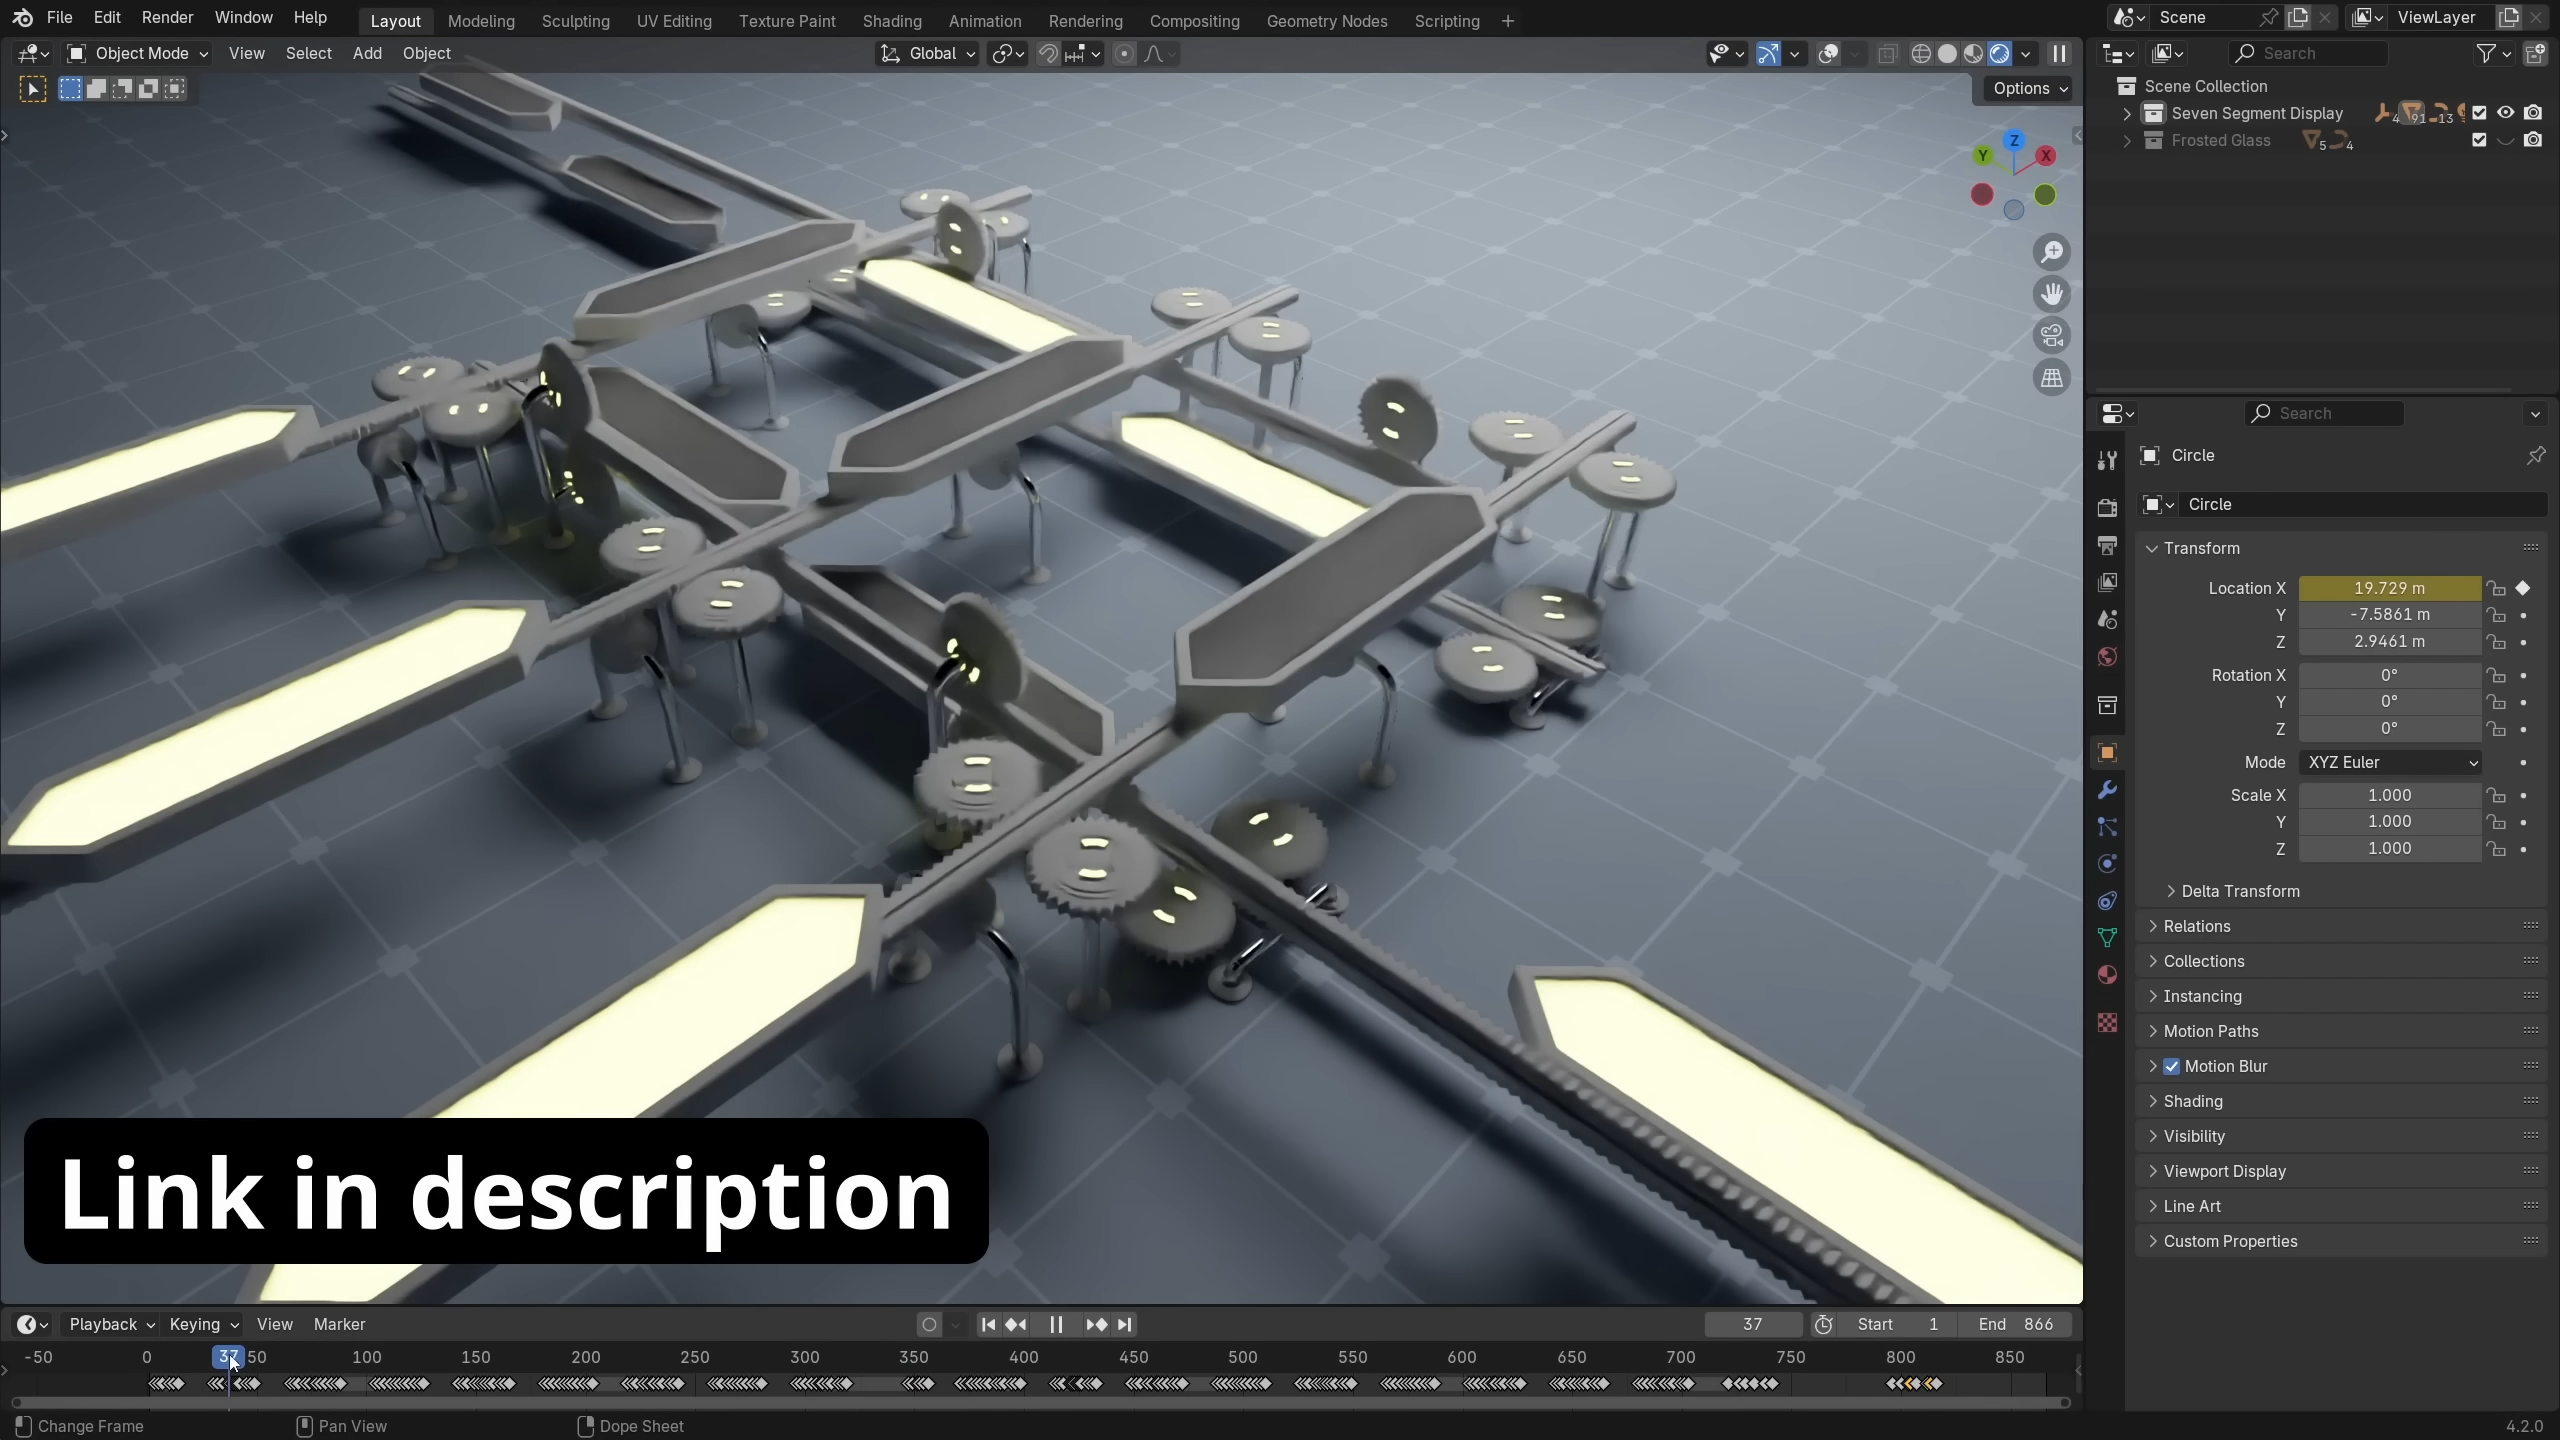 File Edit Render Window Help Layout Modeling Sculpting UV Editing Texture Paint Shading Animation Rendering Compositing Geometry Nodes Scripting + Scene ViewLayer
Object Mode View Select Add Object Global Search
Options
Scene Collection
Seven Segment Display 4 91 13
Frosted Glass 5 4
Z
Y X
Search
Circle
Circle
Transform
Location X 19.729 m
Y -7.5861 m
Z 2.9461 m
Rotation X 0°
Y 0°
Z 0°
Mode XYZ Euler
Scale X 1.000
Y 1.000
Z 1.000
Delta Transform
Relations
Collections
Instancing
Motion Paths
Motion Blur
Shading
Visibility
Viewport Display
Line Art
Custom Properties
Link in description
Playback Keying View Marker 37 Start 1 End 866
-50 0 37 50 100 150 200 250 300 350 400 450 500 550 600 650 700 750 800 850
Change Frame Pan View Dope Sheet 4.2.0